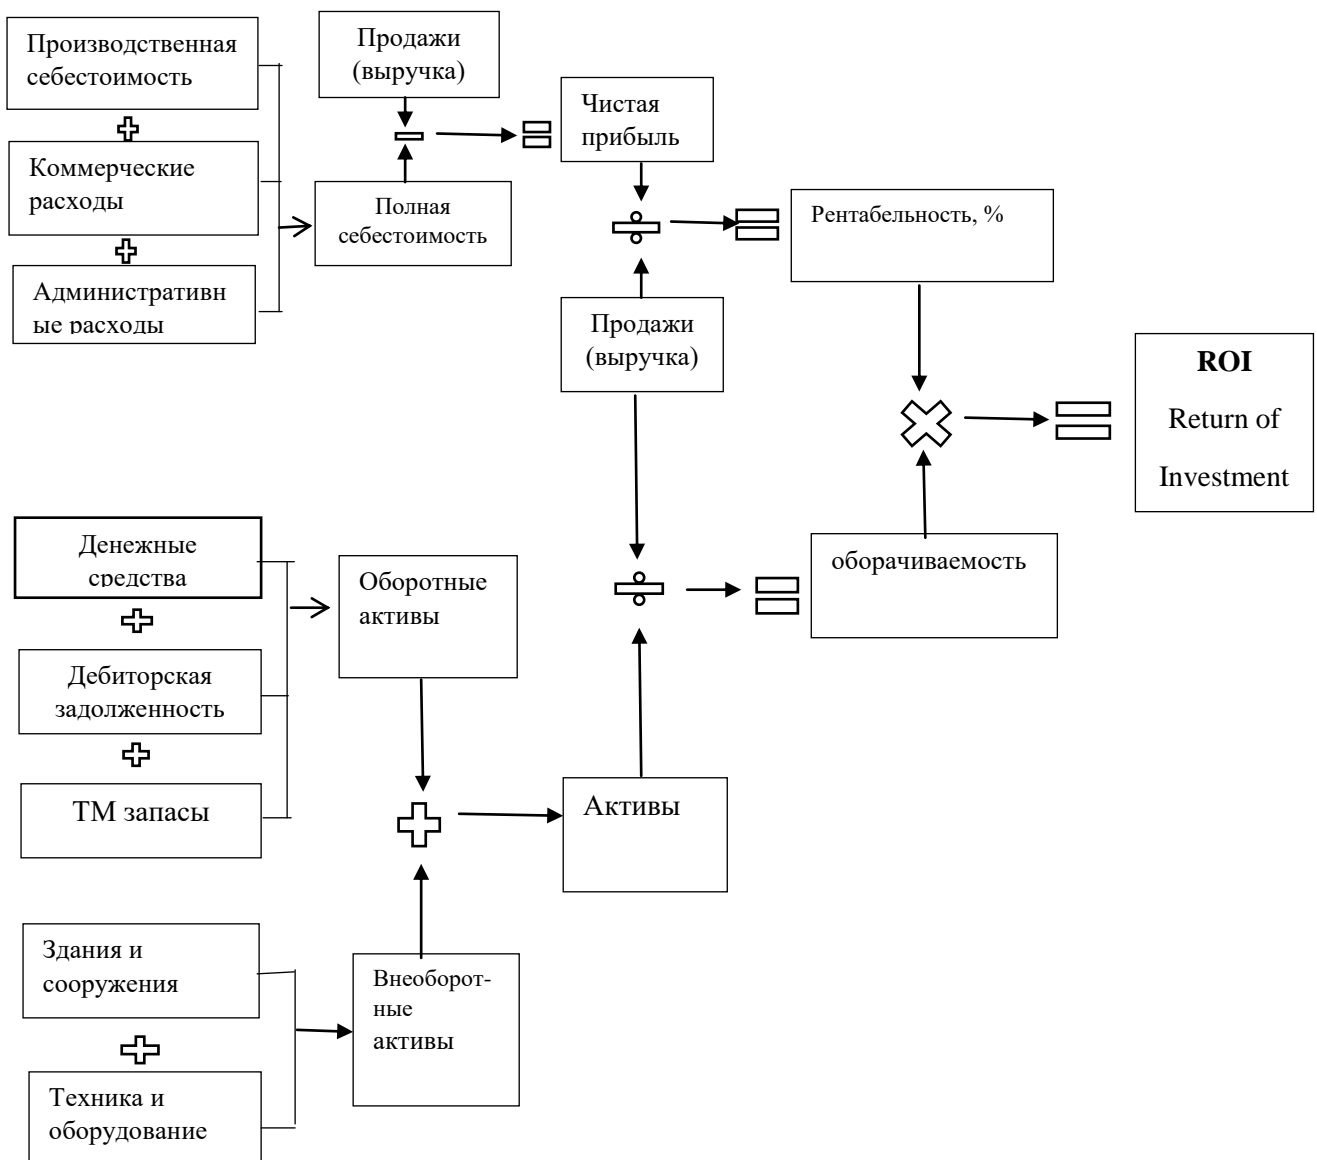 Производственная
себестоимость
Продажи
(выручка)
Чистая
прибыль
Коммерческие
расходы
Полная
себестоимость
Рентабельность, %
Административн
ые расходы
Продажи
(выручка)
ROI
Return of
Investment
Денежные
средства
Оборотные
активы
оборачиваемость
Дебиторская
задолженность
ТМ запасы
Активы
Здания и
сооружения
Внеоборот-
ные
активы
Техника и
оборудование